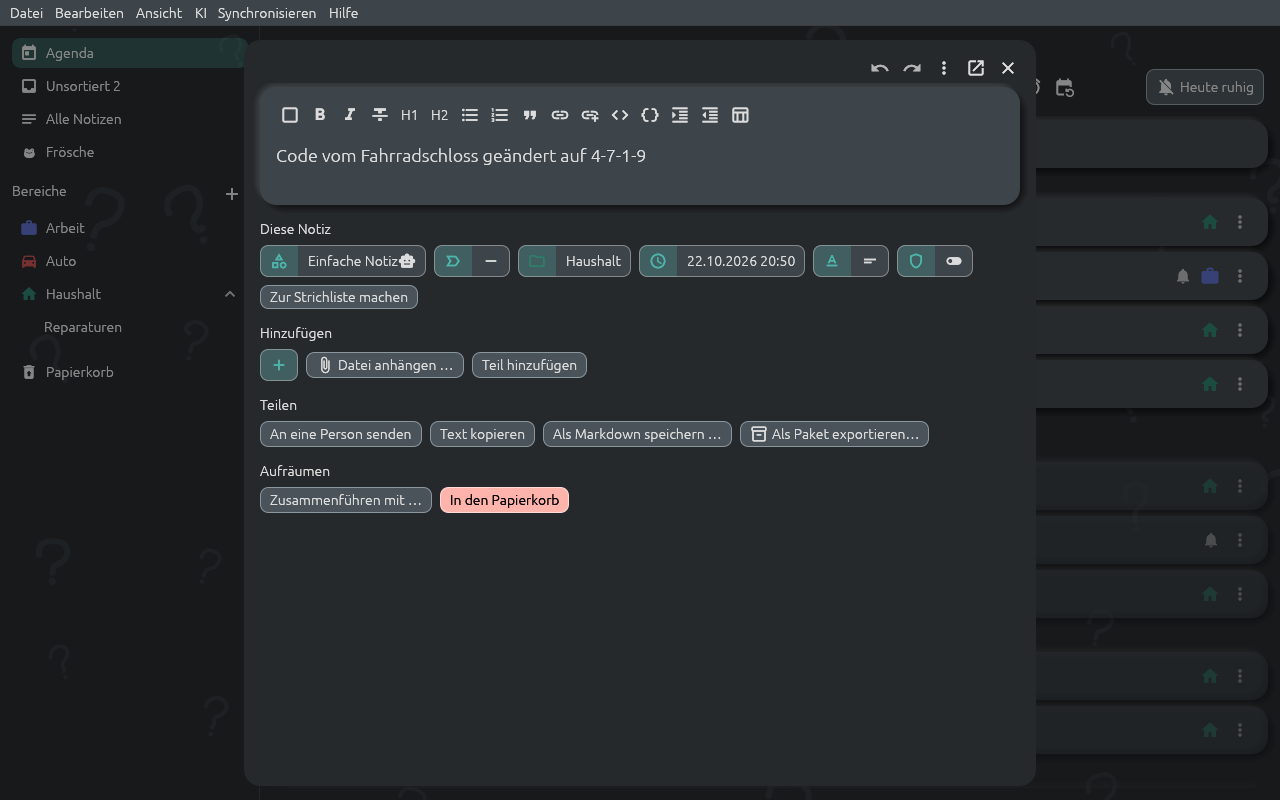 Datei Bearbeiten Ansicht KI Synchronisieren Hilfe
Agenda
Unsortiert 2
Alle Notizen
Frösche
Bereiche
Arbeit
Auto
Haushalt
Reparaturen
Papierkorb
Heute ruhig
H1 H2
Code vom Fahrradschloss geändert auf 4-7-1-9
Diese Notiz
Einfache Notiz Haushalt 22.10.2026 20:50
Zur Strichliste machen
Hinzufügen
Datei anhängen … Teil hinzufügen
Teilen
An eine Person senden Text kopieren Als Markdown speichern … Als Paket exportieren…
Aufräumen
Zusammenführen mit … In den Papierkorb